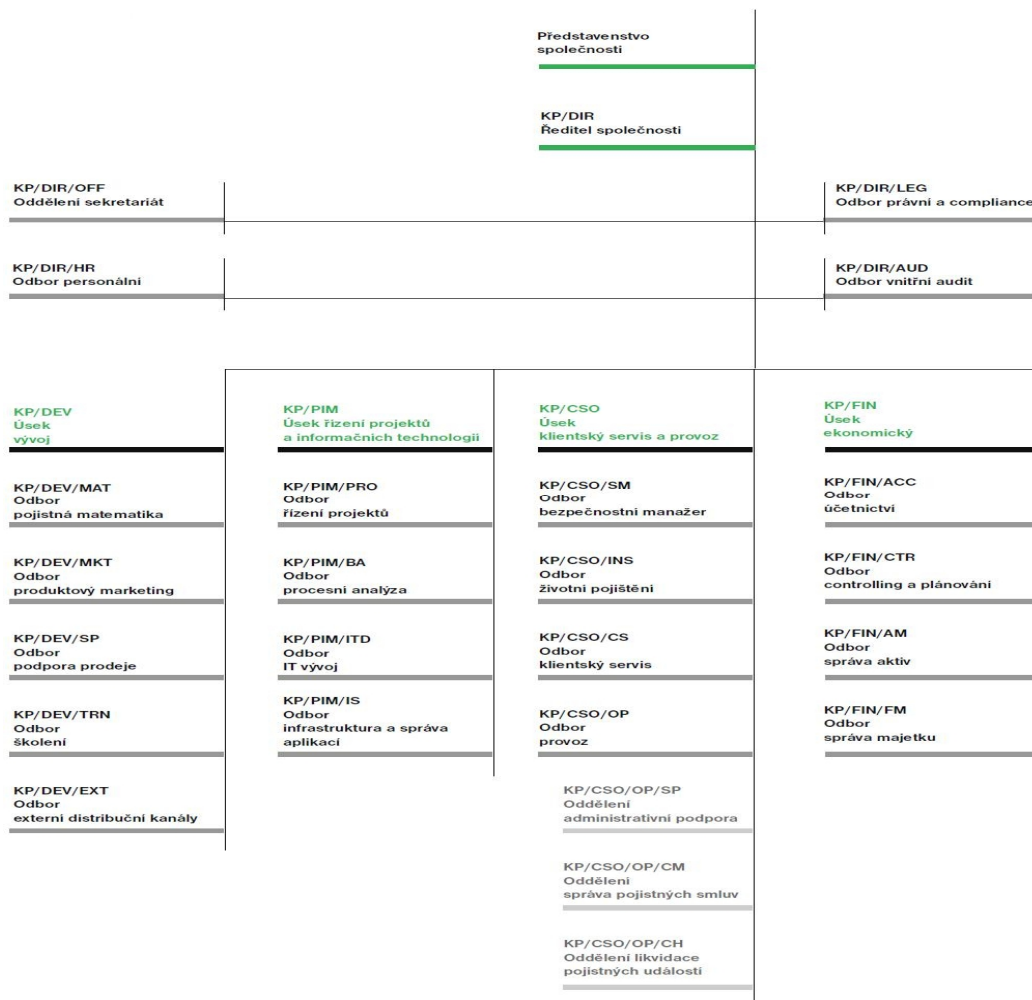 Představenstvo
společnosti
KP/DIR
Ředitel společnosti
KP/DIR/OFF
Oddělení sekretariát
KP/DIR/LEG
Odbor právní a compliance
KP/DIR/HR
Odbor personální
KP/DIR/AUD
Odbor vnitřní audit
KP/DEV
Úsek
vývoj
KP/DEV/MAT
Odbor
pojistná matematika
KP/DEV/MKT
Odbor
produktový marketing
KP/DEV/SP
Odbor
podpora prodeje
KP/DEV/TRN
Odbor
školení
KP/DEV/EXT
Odbor
externí distribuční kanály
KP/PIM
Úsek řízení projektů
a informačních technologií
KP/PIM/PRO
Odbor
řízení projektů
KP/PIM/BA
Odbor
procesní analýza
KP/PIM/ITD
Odbor
IT vývoj
KP/PIM/IS
Odbor
infrastruktura a správa
aplikací
KP/CSO
Úsek
klientský servis a provoz
KP/CSO/SM
Odbor
bezpečnostní manažer
KP/CSO/INS
Odbor
životní pojištění
KP/CSO/CS
Odbor
klientský servis
KP/CSO/OP
Odbor
provoz
KP/CSO/OP/SP
Oddělení
administrativní podpora
KP/CSO/OP/CM
Oddělení
správa pojistných smluv
KP/CSO/OP/CH
Oddělení likvidace
pojistných událostí
KP/FIN
Úsek
ekonomický
KP/FIN/ACC
Odbor
účetnictví
KP/FIN/CTR
Odbor
controlling a plánování
KP/FIN/AM
Odbor
správa aktiv
KP/FIN/FM
Odbor
správa majetku